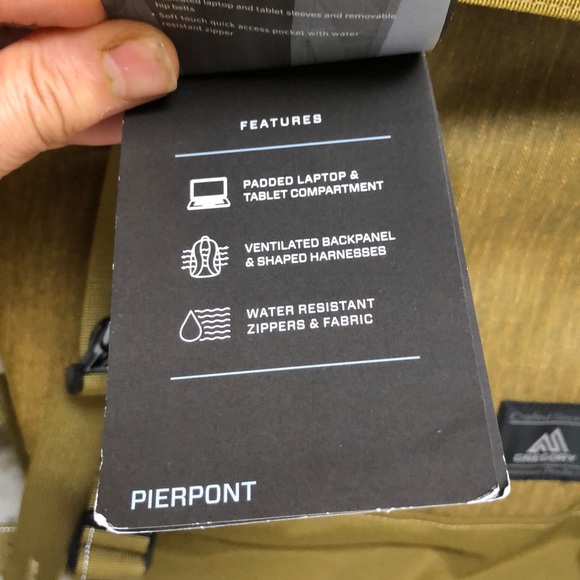 laptop and tablet sleeves and removable
hip belts
• Soft touch quick access pocket with water
resistant zipper
FEATURES
PADDED LAPTOP &
TABLET COMPARTMENT
VENTILATED BACKPANEL
& SHAPED HARNESSES
WATER RESISTANT
ZIPPERS & FABRIC
PIERPONT
GREGORY